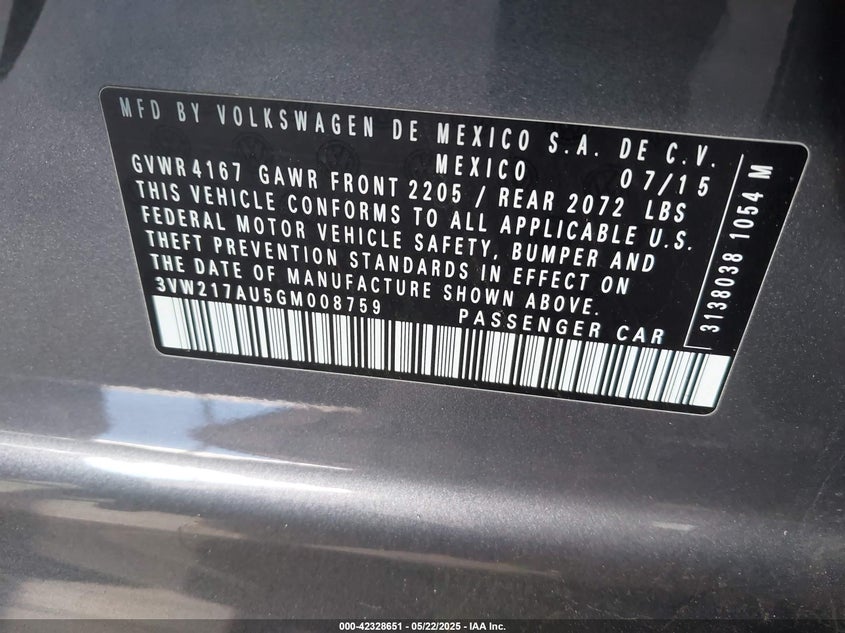 MFD BY VOLKSWAGEN DE MEXICO S.A. DE C.V.
MEXICO 07/15
GVWR 4167 GAWR FRONT 2205 / REAR 2072 LBS
THIS VEHICLE CONFORMS TO ALL APPLICABLE U.S.
FEDERAL MOTOR VEHICLE SAFETY, BUMPER AND
THEFT PREVENTION STANDARDS IN EFFECT ON
THE DATE OF MANUFACTURE SHOWN ABOVE.
3VW217AU5GM008759 PASSENGER CAR
3138038 1054 M
000-42328651 - 05/22/2025 - IAA Inc.